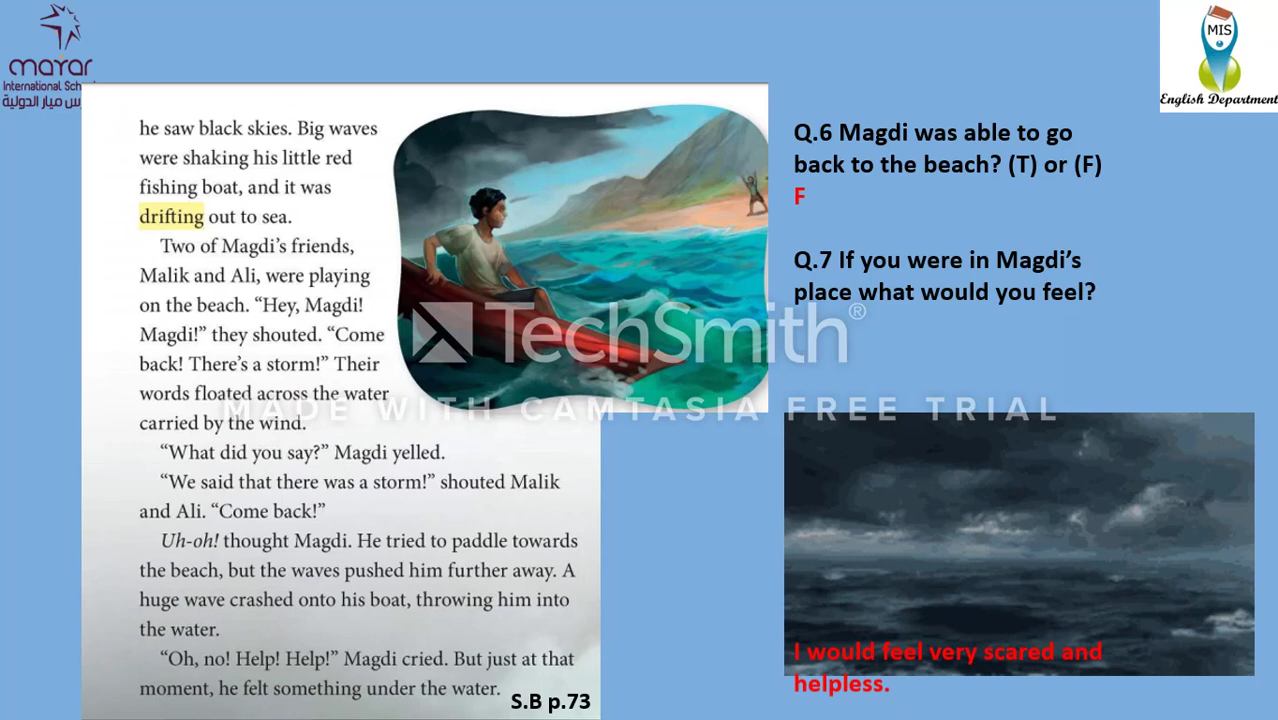 mayar
International Sch
رس ميار الدولية
MIS
English Department
he saw black skies. Big waves
were shaking his little red
fishing boat, and it was
drifting out to sea.
Two of Magdi's friends,
Malik and Ali, were playing
on the beach. “Hey, Magdi!
Magdi!” they shouted. “Come
back! There's a storm!” Their
words floated across the water
carried by the wind.
“What did you say?” Magdi yelled.
“We said that there was a storm!” shouted Malik
and Ali. “Come back!”
Uh-oh! thought Magdi. He tried to paddle towards
the beach, but the waves pushed him further away. A
huge wave crashed onto his boat, throwing him into
the water.
“Oh, no! Help! Help!” Magdi cried. But just at that
moment, he felt something under the water.
S.B p.73
Q.6 Magdi was able to go
back to the beach? (T) or (F)
F
Q.7 If you were in Magdi's
place what would you feel?
I would feel very scared and
helpless.
TechSmith®
MADE WITH CAMTASIA FREE TRIAL